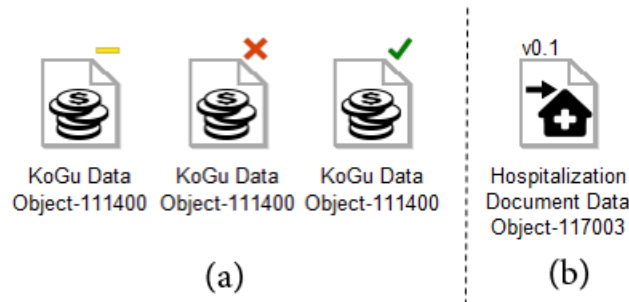 v0.1
KoGu Data
Object-111400
KoGu Data
Object-111400
KoGu Data
Object-111400
Hospitalization
Document Data
Object-117003
(a)
(b)